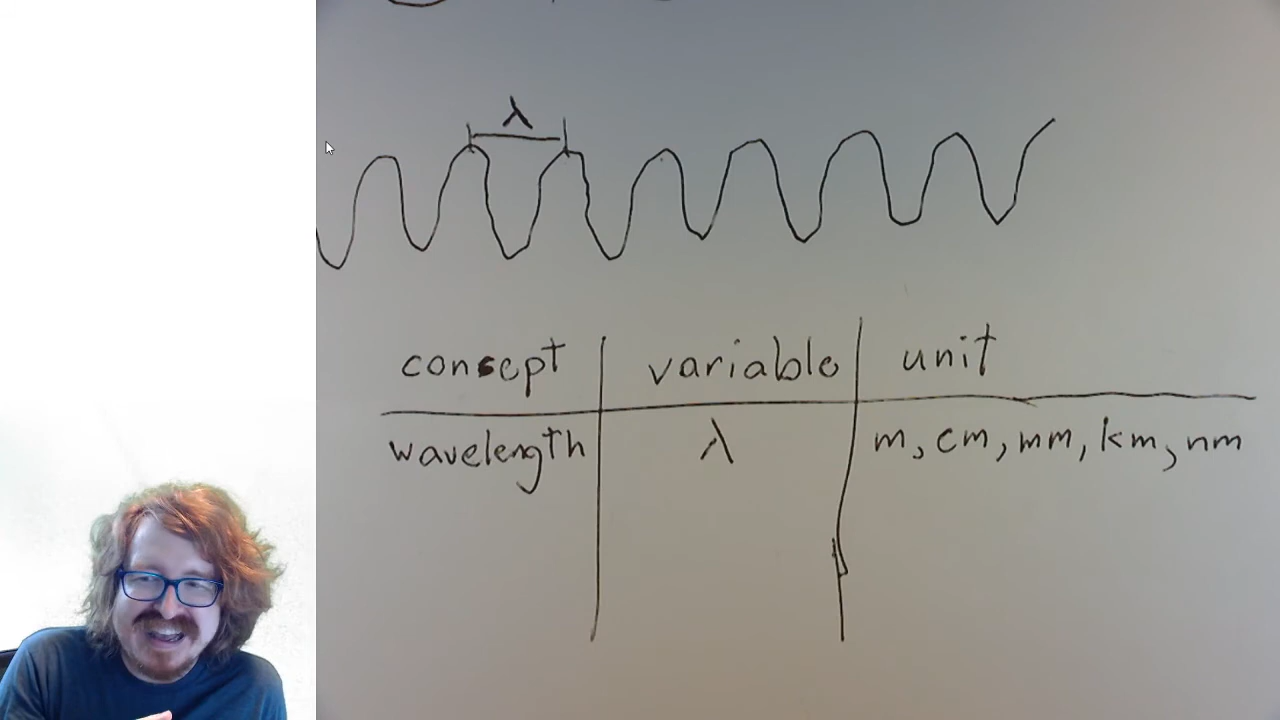 λ
concept variable unit
wavelength λ m, cm, mm, km, nm